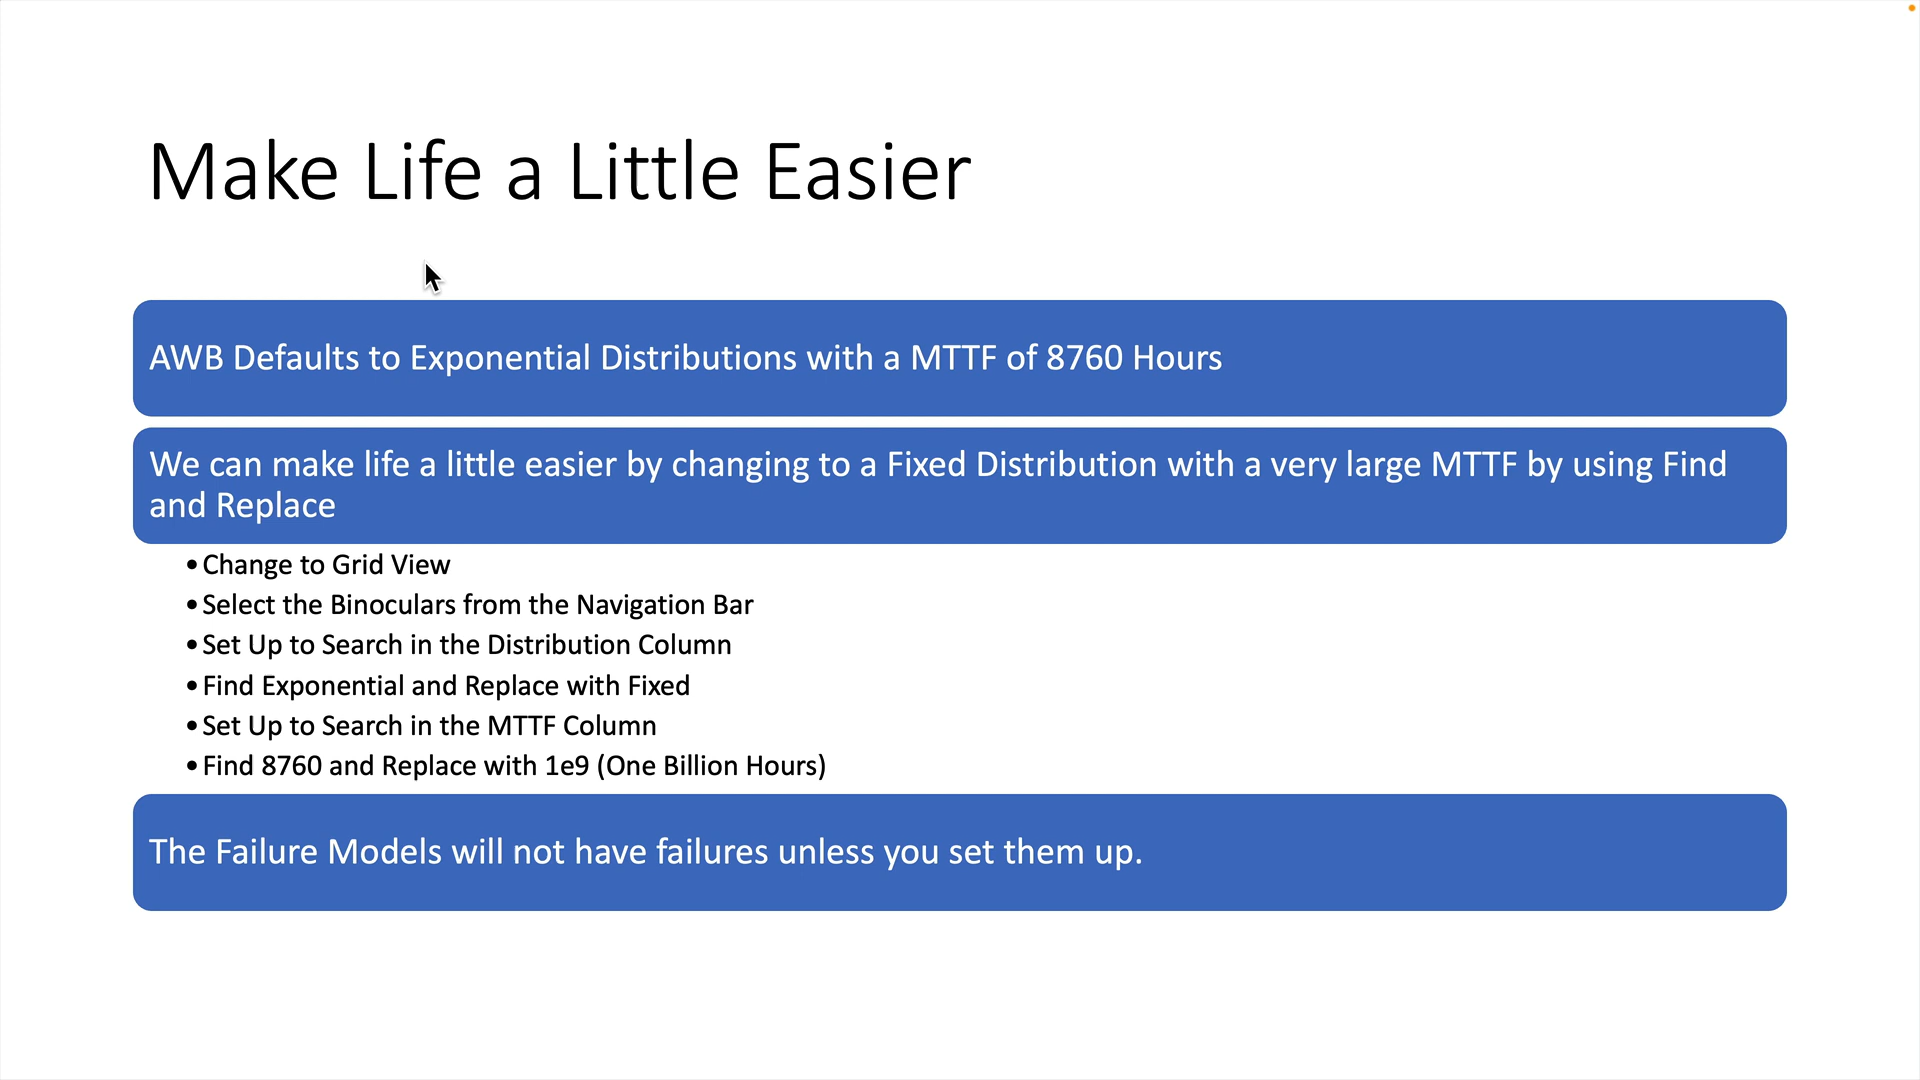 Make Life a Little Easier
AWB Defaults to Exponential Distributions with a MTTF of 8760 Hours
We can make life a little easier by changing to a Fixed Distribution with a very large MTTF by using Find
and Replace
•Change to Grid View
•Select the Binoculars from the Navigation Bar
•Set Up to Search in the Distribution Column
•Find Exponential and Replace with Fixed
•Set Up to Search in the MTTF Column
•Find 8760 and Replace with 1e9 (One Billion Hours)
The Failure Models will not have failures unless you set them up.